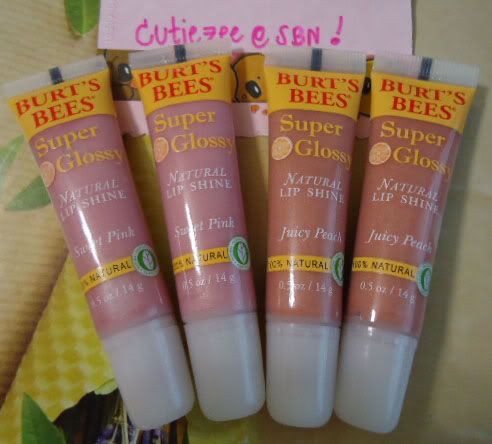 Cutie7oe @ SBN !
BURT'S
BEES
Super
Glossy
NATURAL
LIP SHINE
Sweet Pink
% NATURAL
0.5 oz / 14 g
BURT'S
BEES
Super
Glossy
NATURAL
LIP SHINE
Sweet Pink
% NATURAL
0.5 oz / 14 g
BURT'S
BEES
Super
Glossy
NATURAL
LIP SHINE
Juicy Peach
100% NATURAL
0.5 oz / 14 g
BURT'S
BEES
Super
Glossy
NATURAL
LIP SHINE
Juicy Peach
100% NATURAL
0.5 oz / 14 g